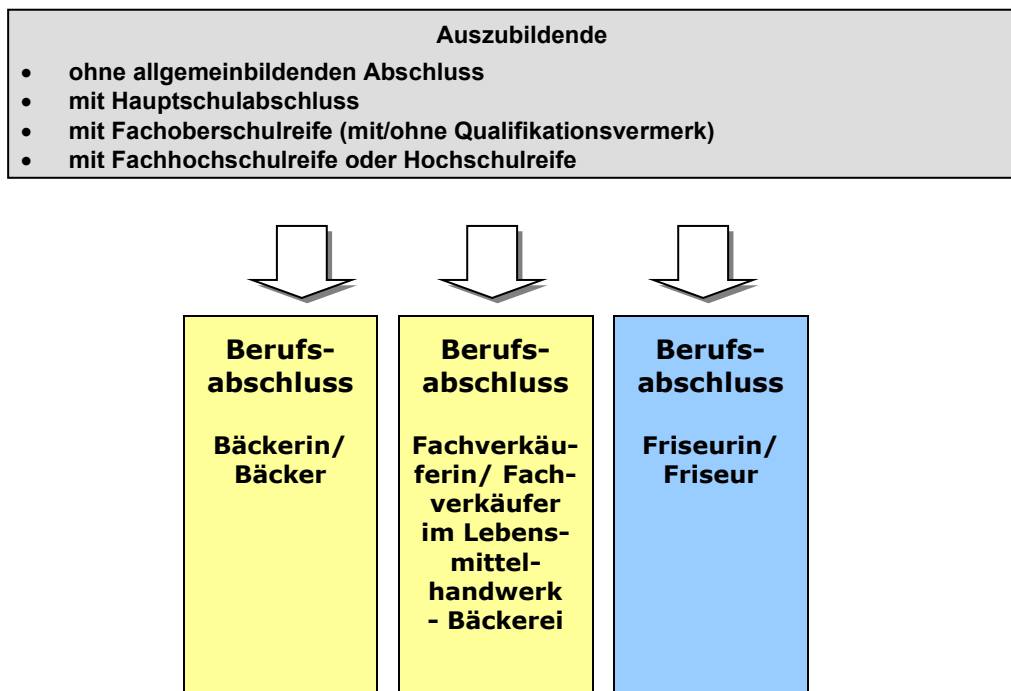 Auszubildende
• ohne allgemeinbildenden Abschluss
• mit Hauptschulabschluss
• mit Fachoberschulreife (mit/ohne Qualifikationsvermerk)
• mit Fachhochschulreife oder Hochschulreife
Berufs-
abschluss
Bäckerin/
Bäcker
Berufs-
abschluss
Fachverkäu-
ferin/ Fach-
verkäufer
im Lebens-
mittel-
handwerk
- Bäckerei
Berufs-
abschluss
Friseurin/
Friseur